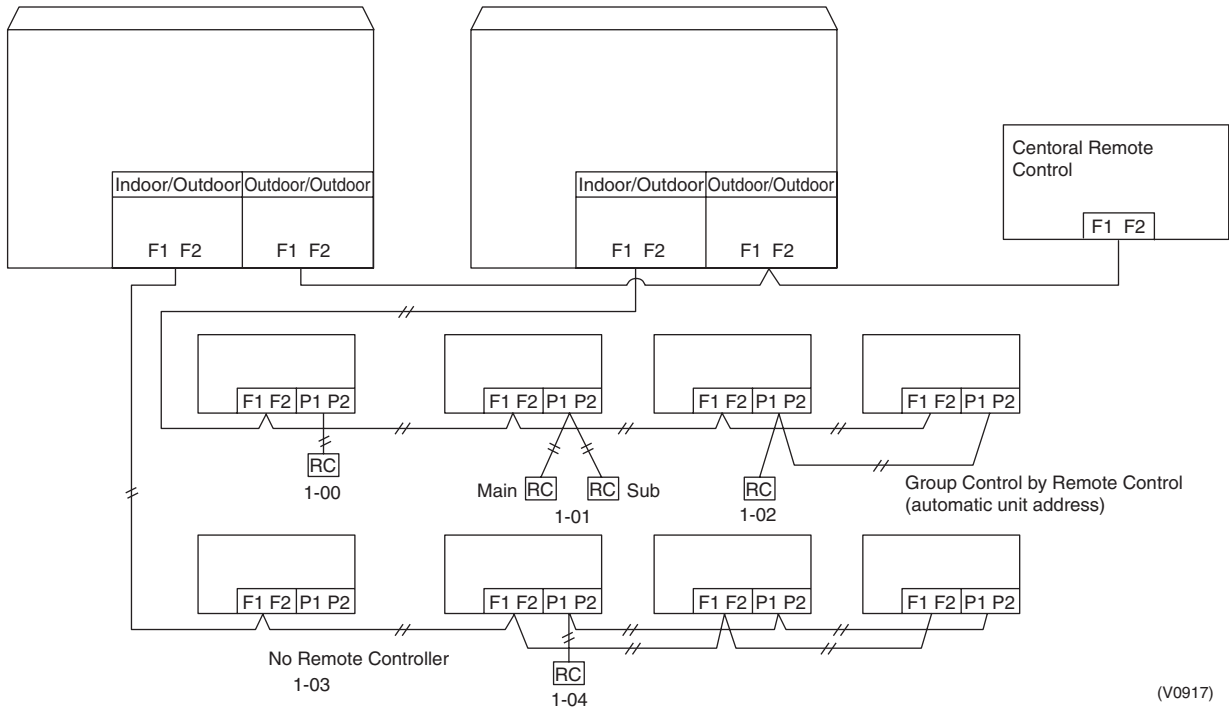 Indoor/Outdoor Outdoor/Outdoor
F1 F2 F1 F2
Indoor/Outdoor Outdoor/Outdoor
F1 F2 F1 F2
Centoral Remote
Control
F1 F2
F1 F2 P1 P2
F1 F2 P1 P2
F1 F2 P1 P2
F1 F2 P1 P2
RC
1-00
Main RC RC Sub
1-01
RC
1-02
Group Control by Remote Control
(automatic unit address)
F1 F2 P1 P2
F1 F2 P1 P2
F1 F2 P1 P2
F1 F2 P1 P2
No Remote Controller
1-03
RC
1-04
(V0917)